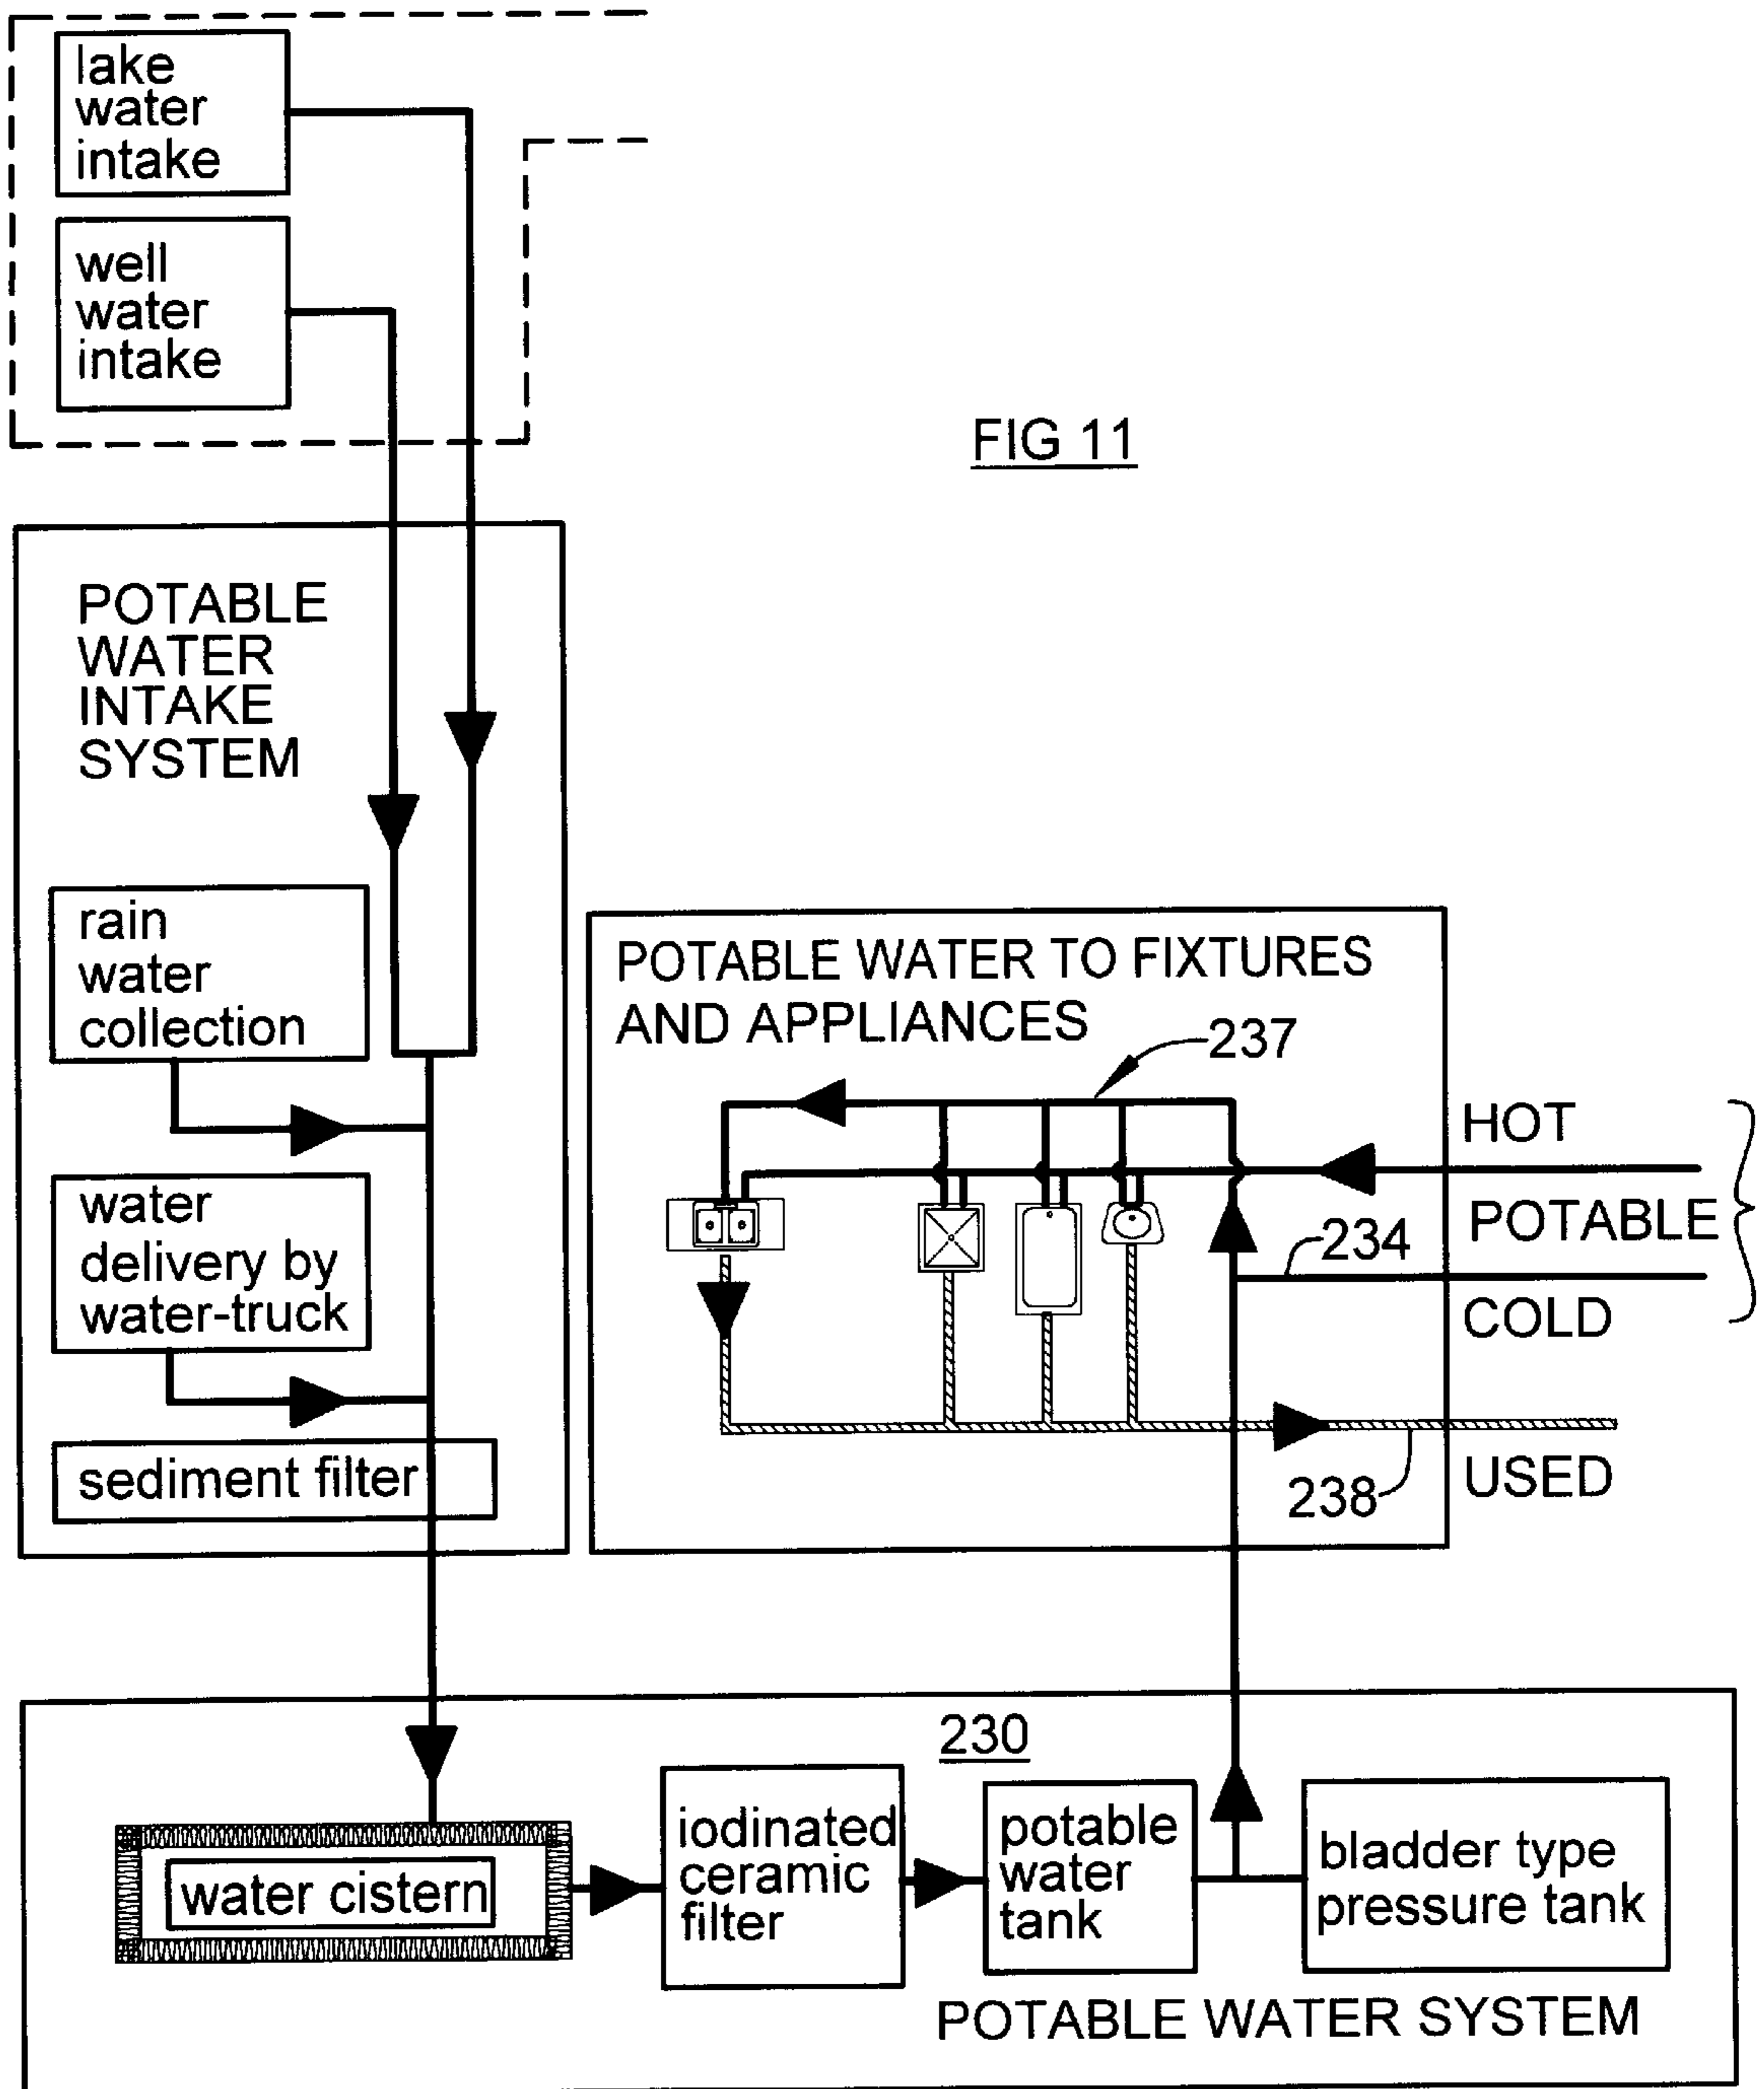 lake
water
intake
well
water
intake
FIG 11
POTABLE
WATER
INTAKE
SYSTEM
rain
water
collection
water
delivery by
water-truck
sediment filter
POTABLE WATER TO FIXTURES
AND APPLIANCES
237
HOT
POTABLE
234
COLD
238
USED
230
water cistern
iodinated
ceramic
filter
potable
water
tank
bladder type
pressure tank
POTABLE WATER SYSTEM